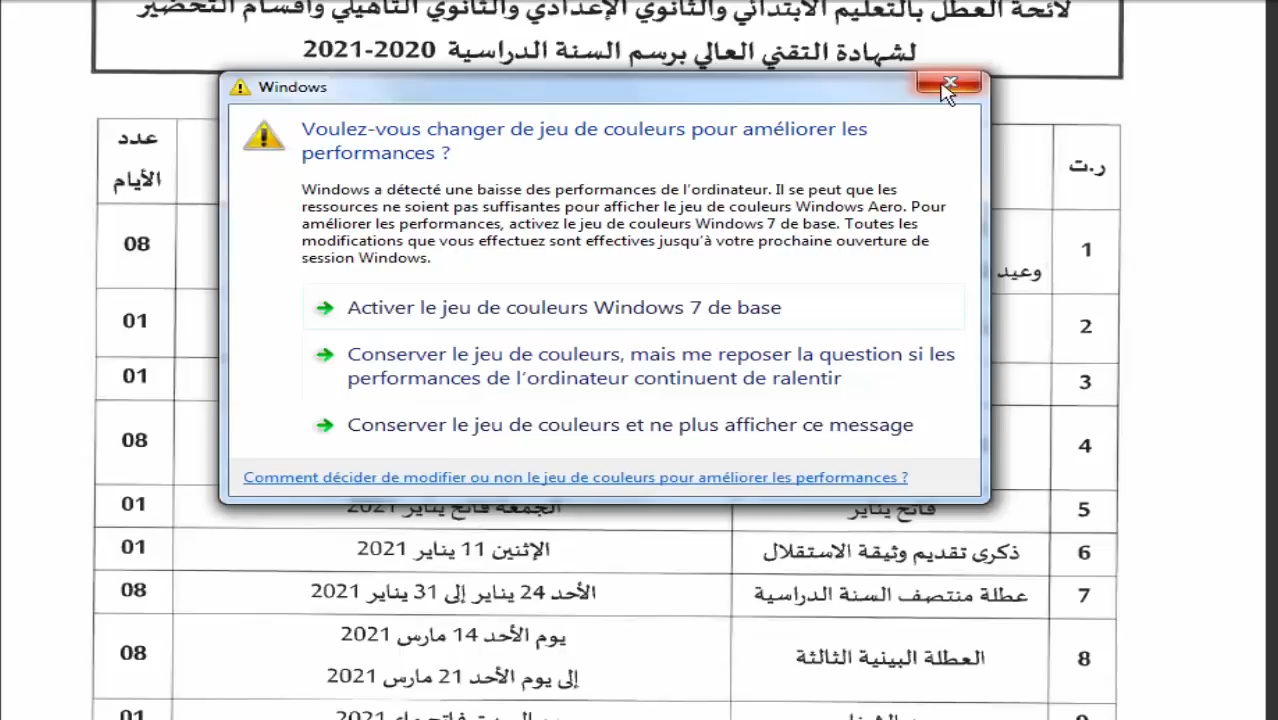 لائحة العطل بالتعليم الابتدائي والثانوي الإعدادي والثانوي التأهيلي وأقسام التحضير
لشهادة التقني العالي برسم السنة الدراسية 2020-2021
Windows
Voulez-vous changer de jeu de couleurs pour améliorer les
performances ?
Windows a détecté une baisse des performances de l'ordinateur. Il se peut que les
ressources ne soient pas suffisantes pour afficher le jeu de couleurs Windows Aero. Pour
améliorer les performances, activez le jeu de couleurs Windows 7 de base. Toutes les
modifications que vous effectuez sont effectives jusqu'à votre prochaine ouverture de
session Windows.
Activer le jeu de couleurs Windows 7 de base
Conserver le jeu de couleurs, mais me reposer la question si les
performances de l'ordinateur continuent de ralentir
Conserver le jeu de couleurs et ne plus afficher ce message
Comment décider de modifier ou non le jeu de couleurs pour améliorer les performances ?
ر.ت عدد
الأيام
1 وعيد 08
2 01
3 01
4 08
5 فاتح يناير الجمعة فاتح يناير 2021 01
6 ذكرى تقديم وثيقة الاستقلال الإثنين 11 يناير 2021 01
7 عطلة منتصف السنة الدراسية الأحد 24 يناير إلى 31 يناير 2021 08
8 العطلة البينية الثالثة يوم الأحد 14 مارس 2021 08
إلى يوم الأحد 21 مارس 2021
9 2021 01